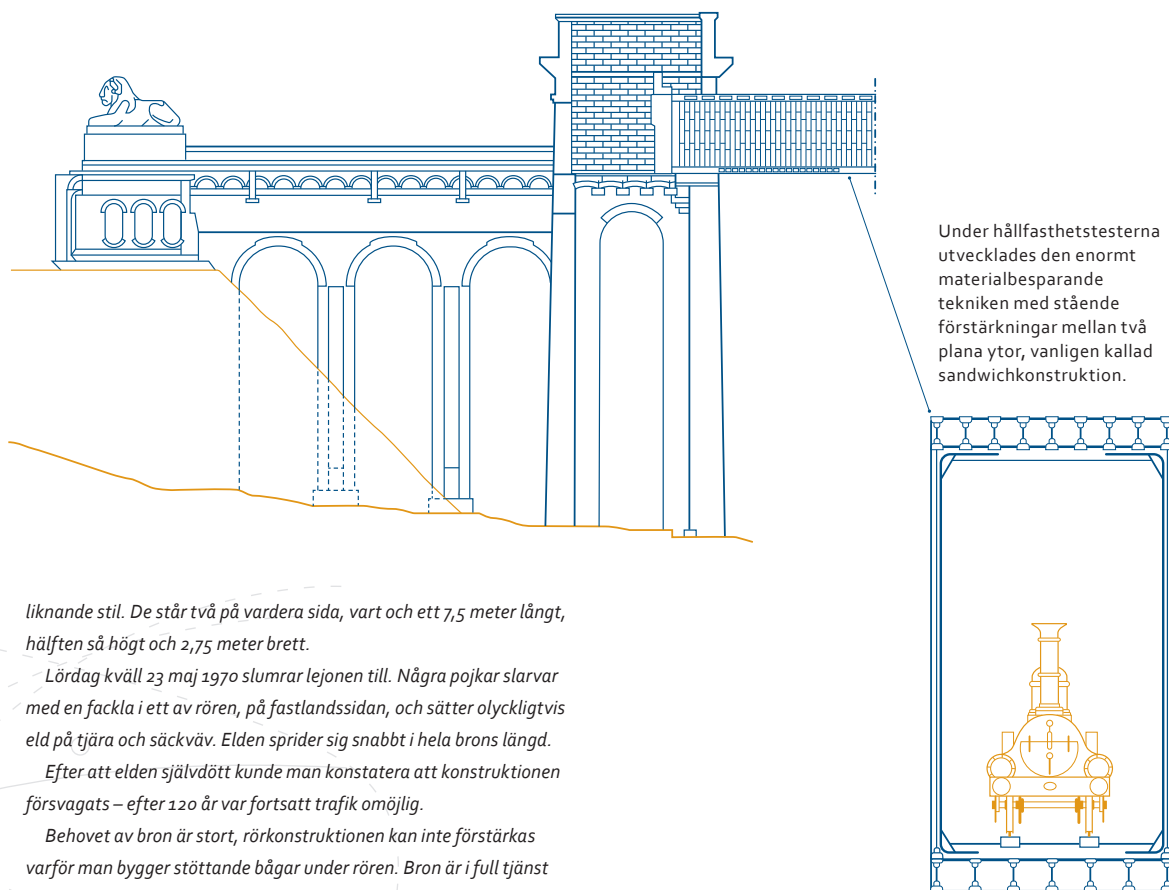 Under hållfasthetstesterna
utvecklades den enormt
materialbesparande
tekniken med stående
förstärkningar mellan två
plana ytor, vanligen kallad
sandwichkonstruktion.
liknande stil. De står två på vardera sida, vart och ett 7,5 meter långt,
hälften så högt och 2,75 meter brett.
Lördag kväll 23 maj 1970 slumrar lejonen till. Några pojkar slarvar
med en fackla i ett av rören, på fastlandssidan, och sätter olyckligtvis
eld på tjära och säckväv. Elden sprider sig snabbt i hela brons längd.
Efter att elden självdött kunde man konstatera att konstruktionen
försvagats – efter 120 år var fortsatt trafik omöjlig.
Behovet av bron är stort, rörkonstruktionen kan inte förstärkas
varför man bygger stöttande bågar under rören. Bron är i full tjänst